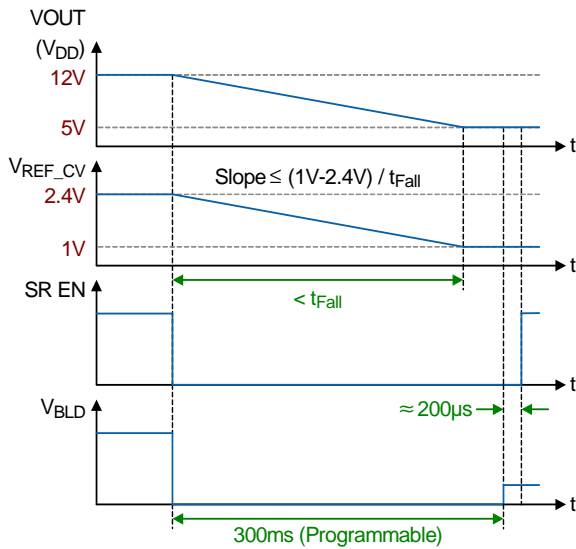 VOUT
(VDD)
12V
5V
t
VREF_CV
Slope ≤ (1V-2.4V) / tFall
2.4V
1V
t
< tFall
SR EN
t
≈ 200µs
VBLD
t
300ms (Programmable)